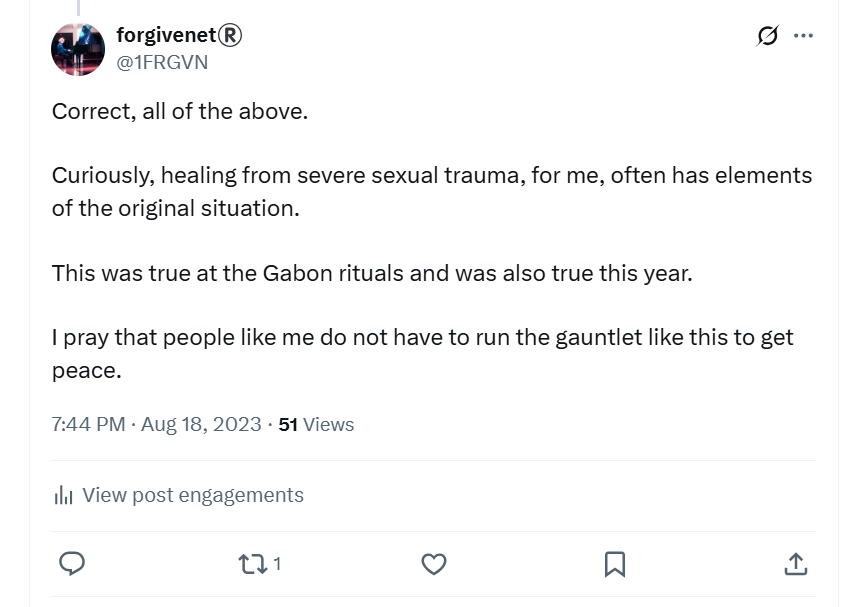 forgivenet®
@1FRGVN
Correct, all of the above.
Curiously, healing from severe sexual trauma, for me, often has elements
of the original situation.
This was true at the Gabon rituals and was also true this year.
I pray that people like me do not have to run the gauntlet like this to get
peace.
7:44 PM · Aug 18, 2023 · 51 Views
View post engagements
1